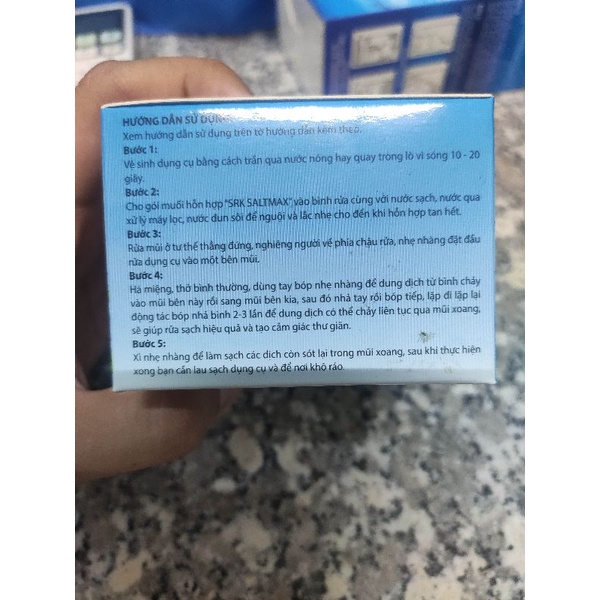 HƯỚNG DẪN SỬ DỤNG
Xem hướng dẫn sử dụng trên tờ hướng dẫn kèm theo.
Bước 1:
Vệ sinh dụng cụ bằng cách trần qua nước nóng hay quay trong lò vi sóng 10 - 20
giây.
Bước 2:
Cho gói muối hỗn hợp "SRK SALTMAX" vào bình rửa cùng với nước sạch, nước qua
xử lý máy lọc, nước đun sôi để nguội và lắc nhẹ cho đến khi hỗn hợp tan hết.
Bước 3:
Rửa mũi ở tư thế thẳng đứng, nghiêng người về phía chậu rửa, nhẹ nhàng đặt đầu
rửa dụng cụ vào một bên mũi.
Bước 4:
Há miệng, thở bình thường, dùng tay bóp nhẹ nhàng để dung dịch từ bình chảy
vào mũi bên này rồi sang mũi bên kia, sau đó nhả tay rồi bóp tiếp, lặp đi lặp lại
động tác bóp nhả bình 2-3 lần để dung dịch có thể chảy liên tục qua mũi xoang,
sẽ giúp rửa sạch hiệu quả và tạo cảm giác thư giãn.
Bước 5:
Xì nhẹ nhàng để làm sạch các dịch còn sót lại trong mũi xoang, sau khi thực hiện
xong bạn cần lau sạch dụng cụ và để nơi khô ráo.